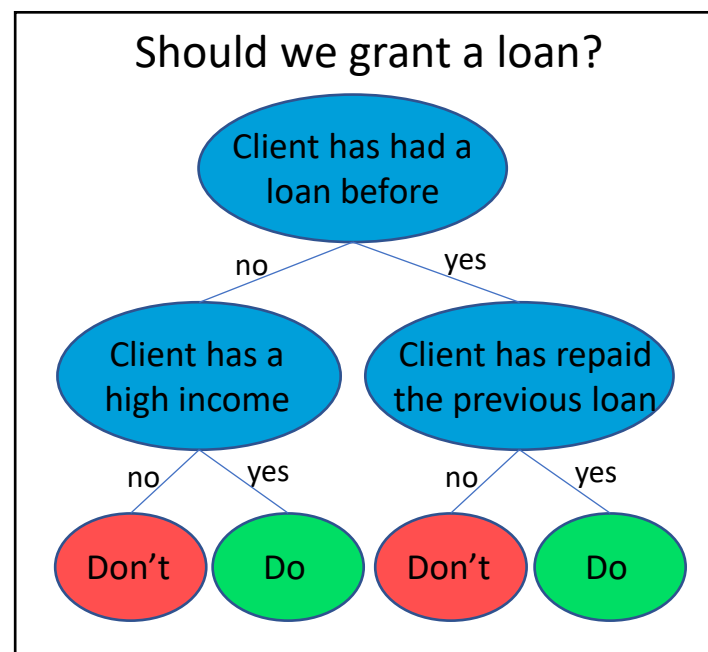 Should we grant a loan?
Client has had a
loan before
no
yes
Client has a
high income
Client has repaid
the previous loan
no
yes
no
yes
Don’t
Do
Don’t
Do